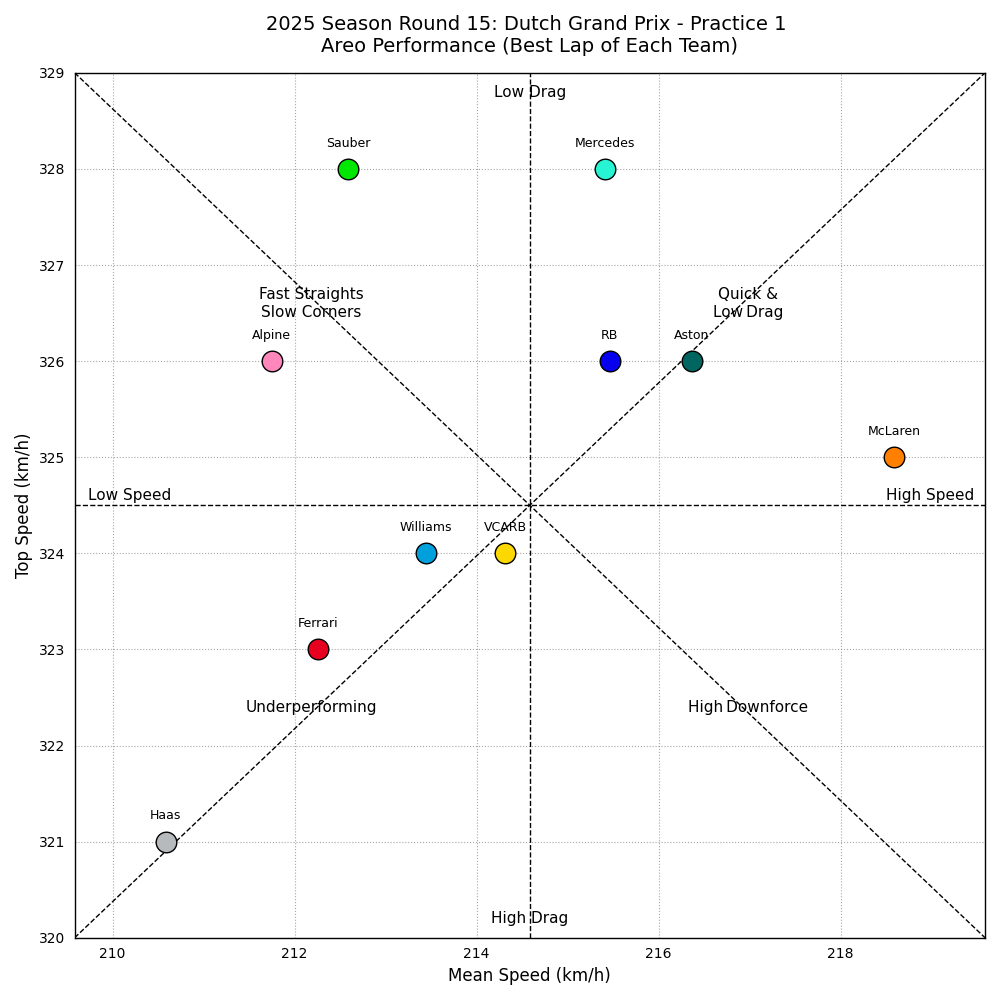 2025 Season Round 15: Dutch Grand Prix - Practice 1
Areo Performance (Best Lap of Each Team)
329
Low Drag
Sauber
Mercedes
328
327
Fast Straights
Slow Corners
Quick &
Low Drag
Alpine
RB
Aston
326
McLaren
325
Low Speed
High Speed
Williams
VCARB
324
Ferrari
323
Underperforming
High Downforce
322
Haas
321
High Drag
320
210
212
214
216
218
Top Speed (km/h)
Mean Speed (km/h)